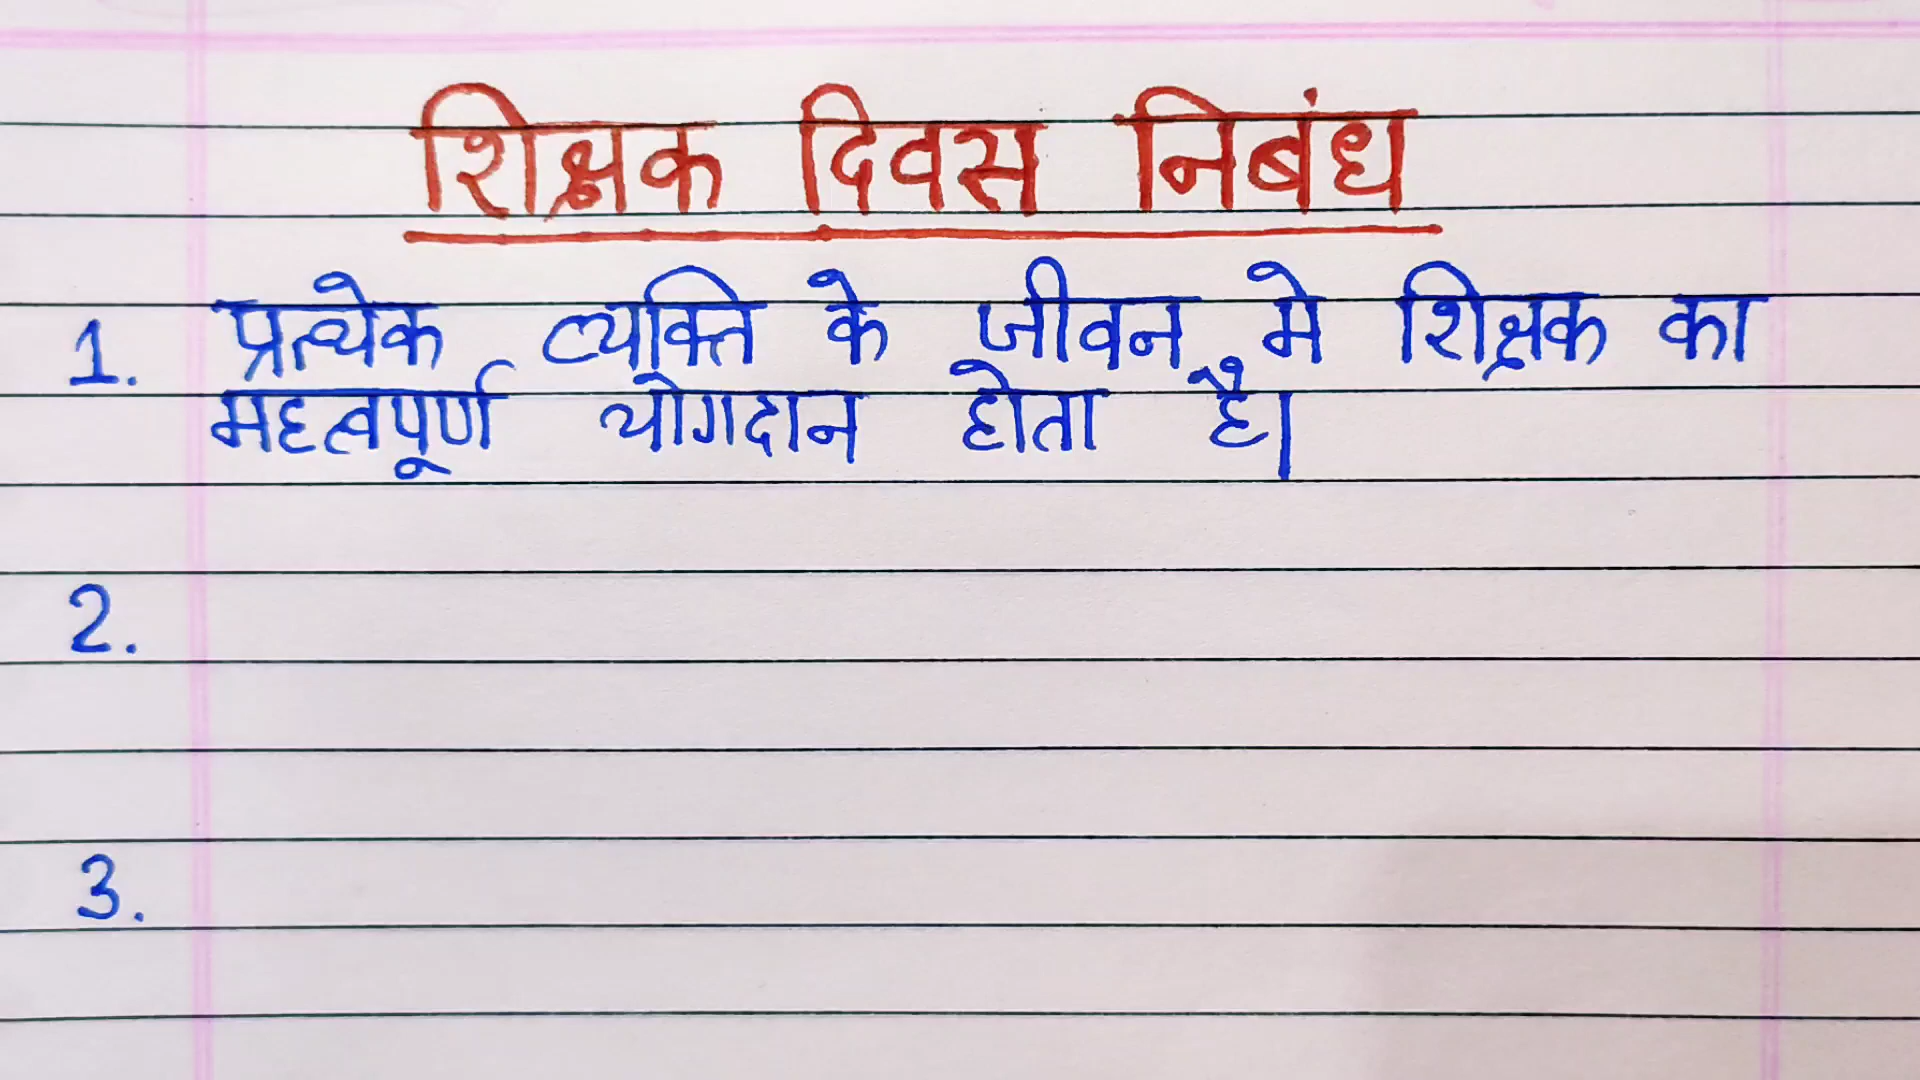 शिक्षक दिवस निबंध
1. प्रत्येक व्यक्ति के जीवन मे शिक्षक का
महत्वपूर्ण योगदान होता है।
2.
3.